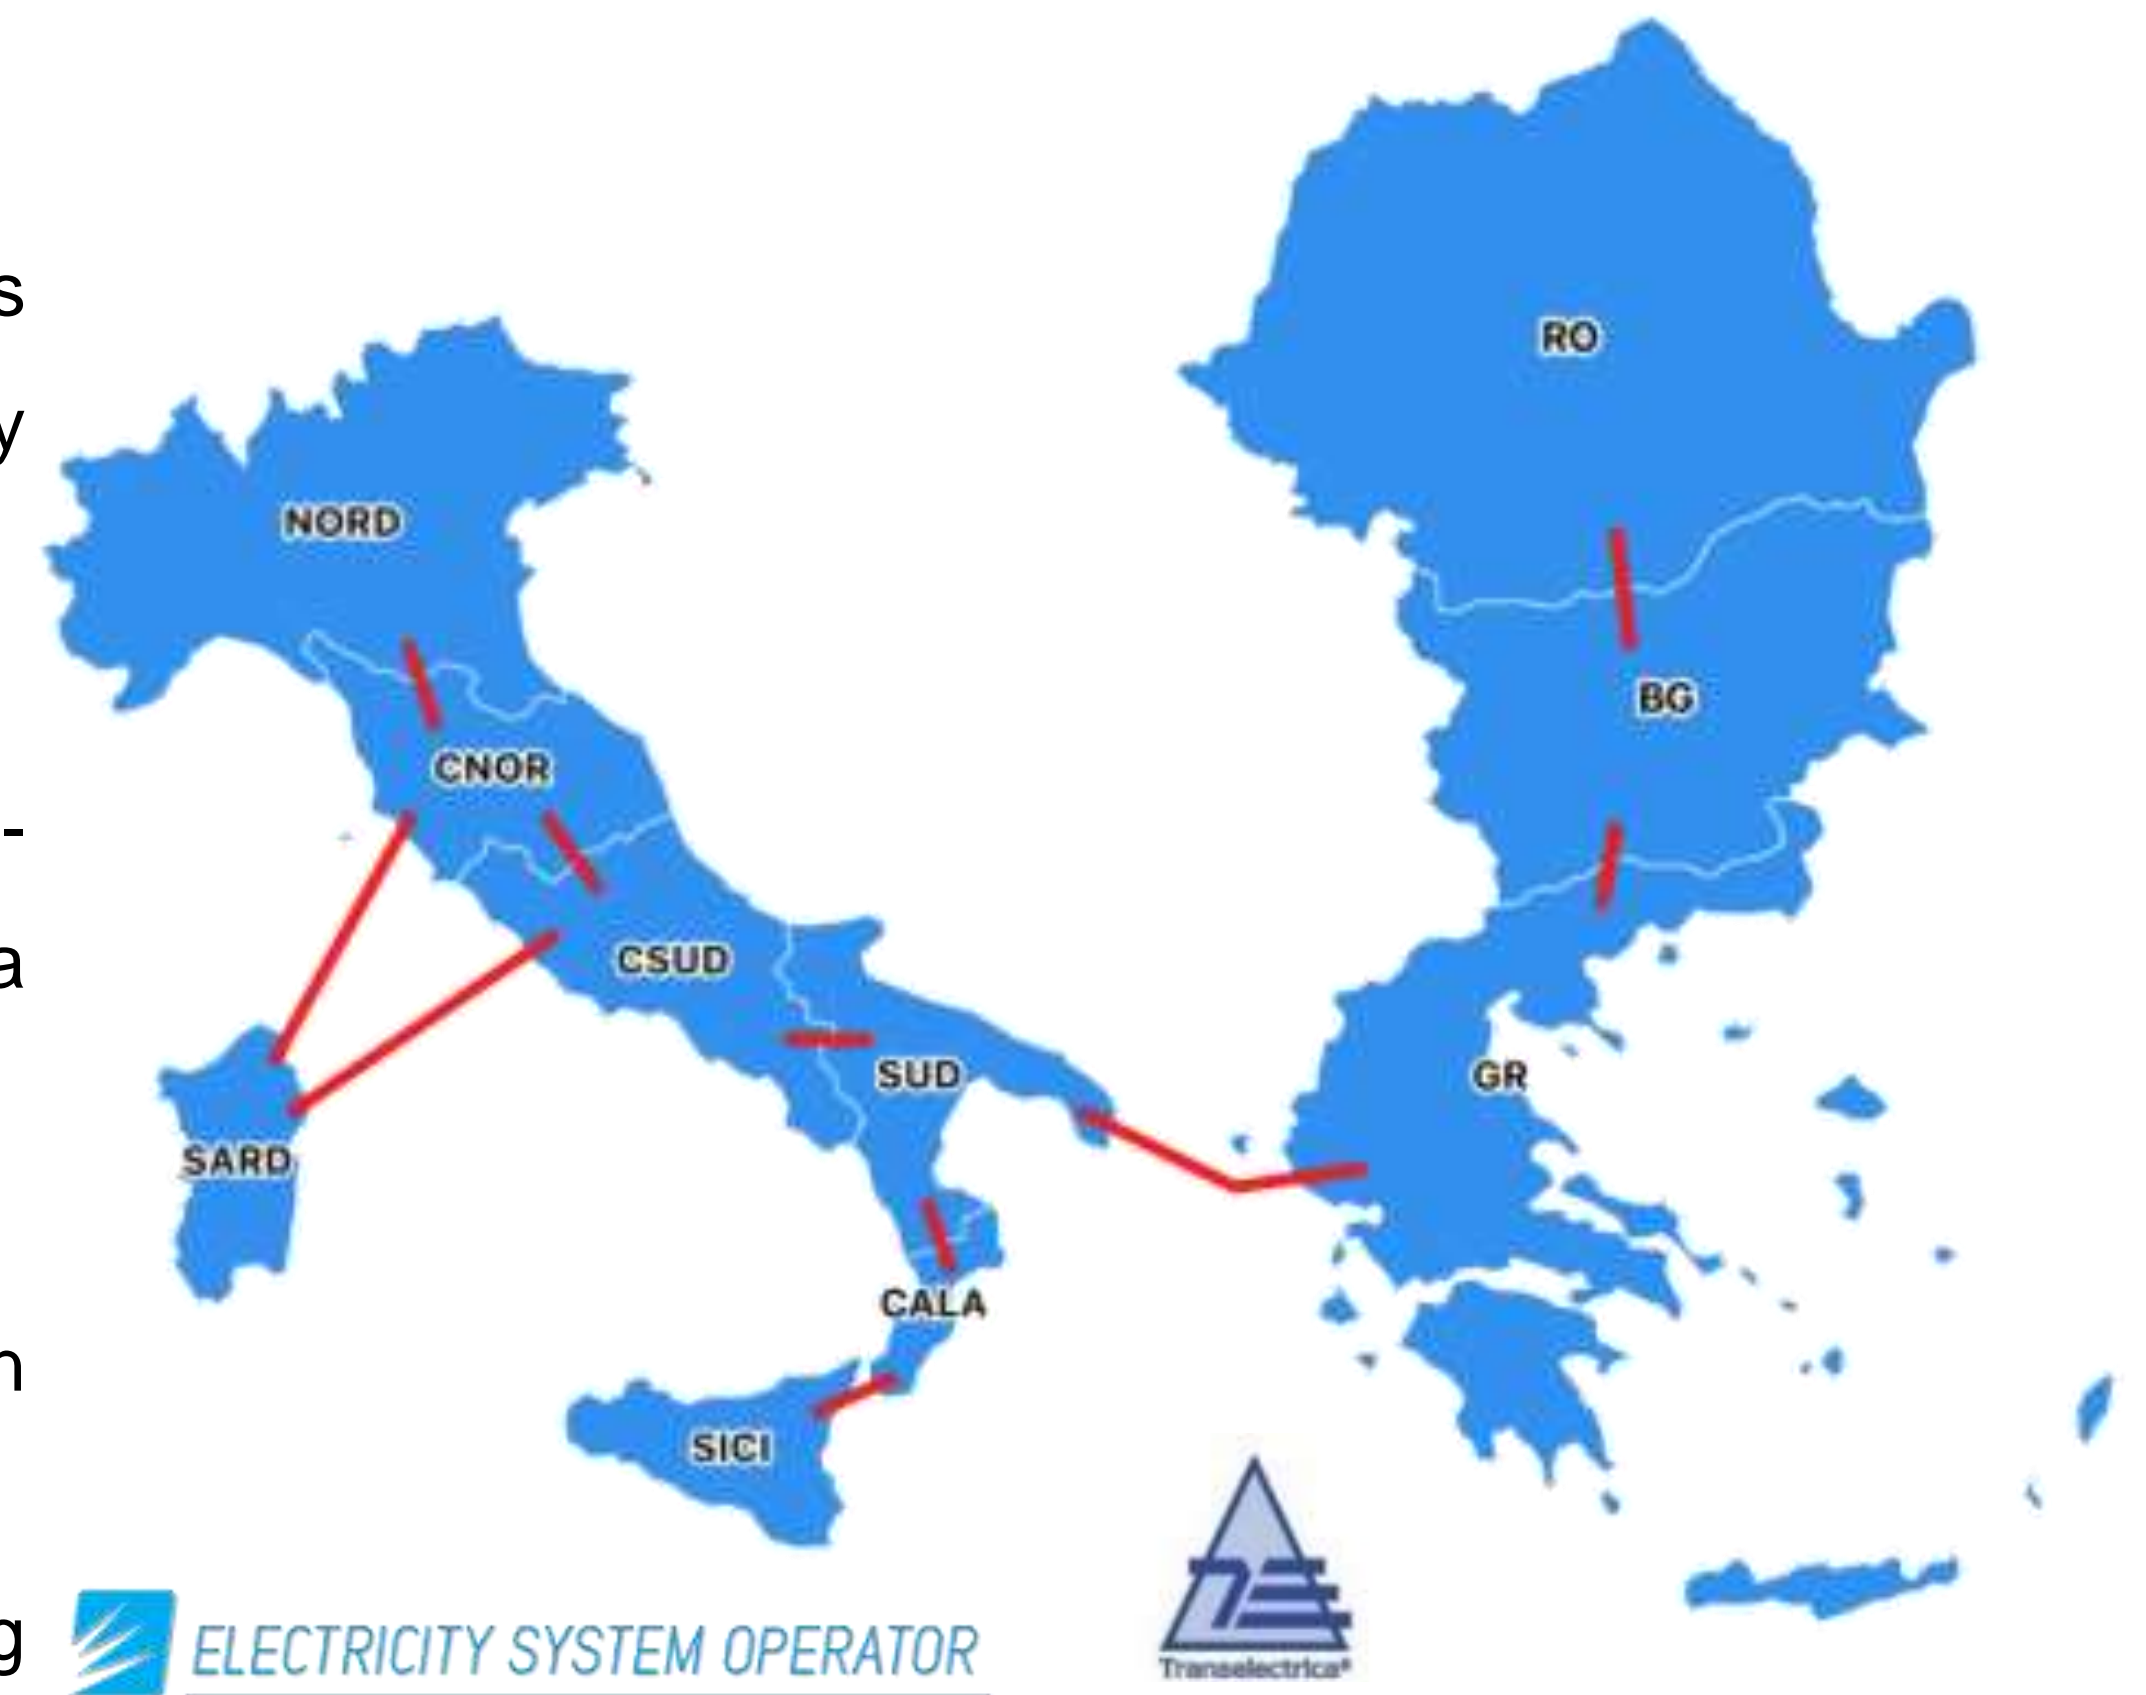 s
y
-
a
n
g
RO
NORD
BG
CNOR
CSUD
SUD
GR
SARD
CALA
SICI
ELECTRICITY SYSTEM OPERATOR
Transelectrica®